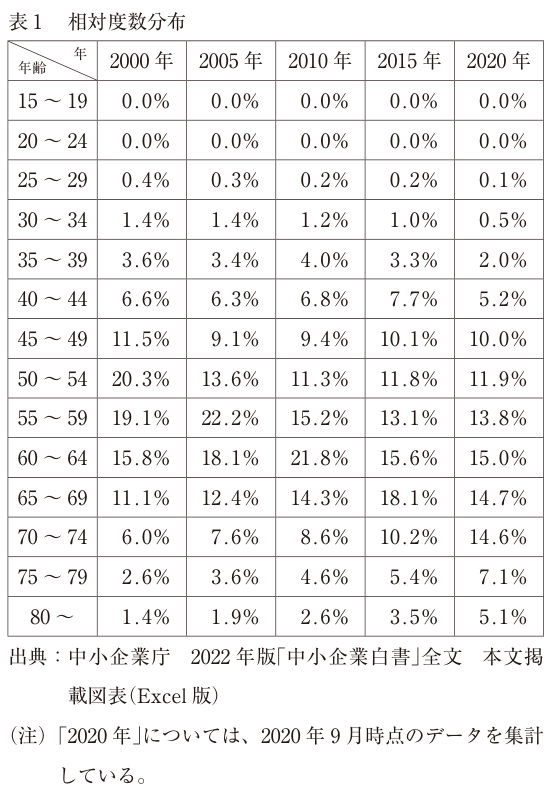 表1 相対度数分布
年齢 年 2000年 2005年 2010年 2015年 2020年
15～19 0.0% 0.0% 0.0% 0.0% 0.0%
20～24 0.0% 0.0% 0.0% 0.0% 0.0%
25～29 0.4% 0.3% 0.2% 0.2% 0.1%
30～34 1.4% 1.4% 1.2% 1.0% 0.5%
35～39 3.6% 3.4% 4.0% 3.3% 2.0%
40～44 6.6% 6.3% 6.8% 7.7% 5.2%
45～49 11.5% 9.1% 9.4% 10.1% 10.0%
50～54 20.3% 13.6% 11.3% 11.8% 11.9%
55～59 19.1% 22.2% 15.2% 13.1% 13.8%
60～64 15.8% 18.1% 21.8% 15.6% 15.0%
65～69 11.1% 12.4% 14.3% 18.1% 14.7%
70～74 6.0% 7.6% 8.6% 10.2% 14.6%
75～79 2.6% 3.6% 4.6% 5.4% 7.1%
80～ 1.4% 1.9% 2.6% 3.5% 5.1%
出典：中小企業庁 2022年版「中小企業白書」全文 本文掲
載図表(Excel版)
(注)「2020年」については、2020年9月時点のデータを集計
している。